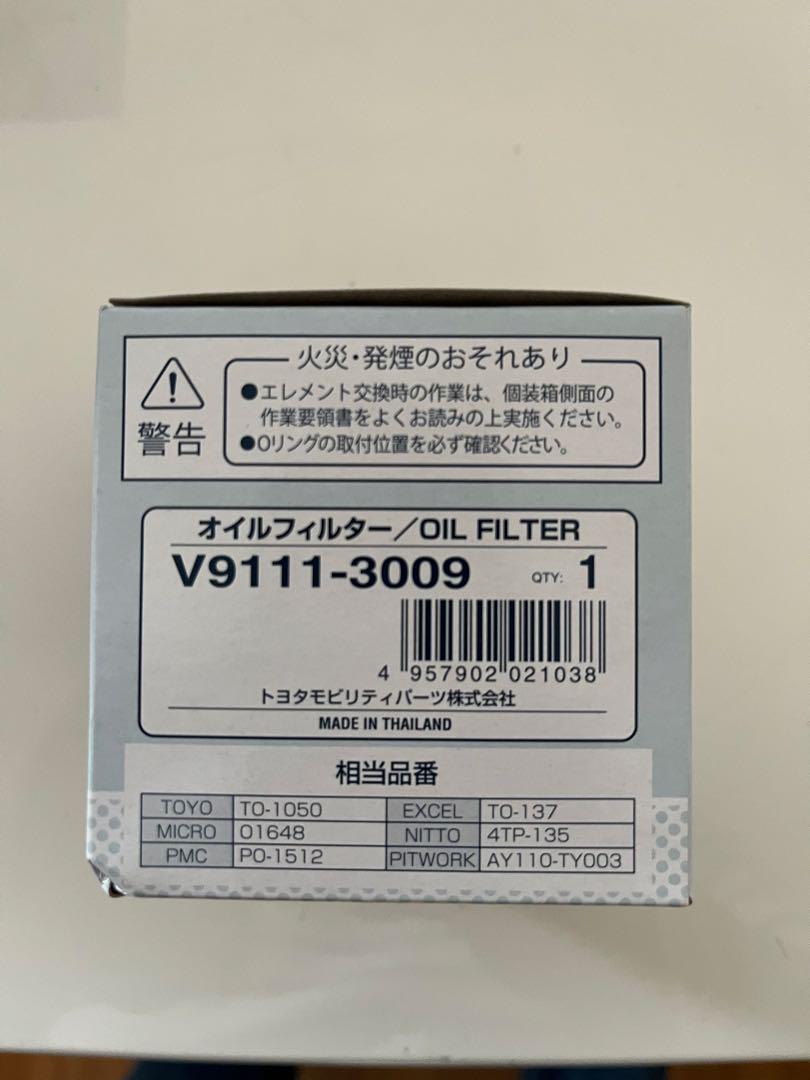 火災・発煙のおそれあり
警告
●エレメント交換時の作業は、個装箱側面の
作業要領書をよくお読みの上実施ください。
●Oリングの取付位置を必ず確認ください。
オイルフィルター/OIL FILTER
V9111-3009 QTY: 1
4 957902 021038
トヨタモビリティパーツ株式会社
MADE IN THAILAND
相当品番
TOYO TO-1050 EXCEL TO-137
MICRO 01648 NITTO 4TP-135
PMC PO-1512 PITWORK AY110-TY003